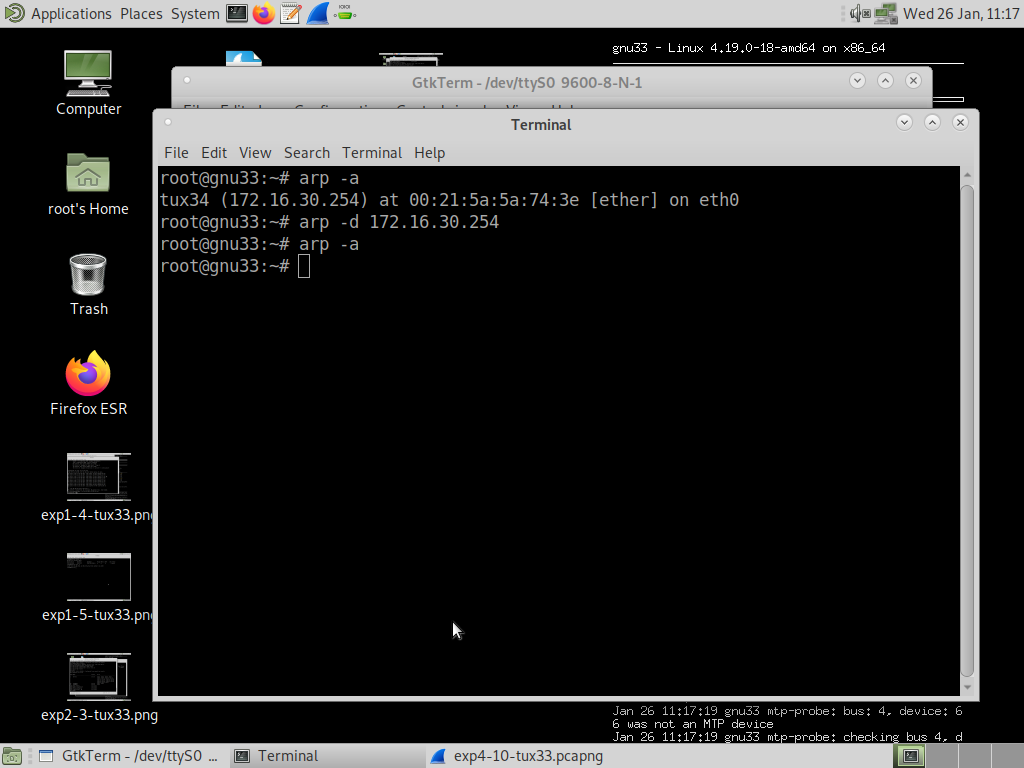 Applications Places System
Wed 26 Jan, 11:17
gnu33 - Linux 4.19.0-18-amd64 on x86_64
GtkTerm - /dev/ttyS0 9600-8-N-1
Computer
Terminal
File Edit View Search Terminal Help
root@gnu33:~# arp -a
tux34 (172.16.30.254) at 00:21:5a:5a:74:3e [ether] on eth0
root@gnu33:~# arp -d 172.16.30.254
root@gnu33:~# arp -a
root@gnu33:~#
root's Home
Trash
Firefox ESR
exp1-4-tux33.png
exp1-5-tux33.png
exp2-3-tux33.png
Jan 26 11:17:19 gnu33 mtp-probe: bus: 4, device: 6
6 was not an MTP device
Jan 26 11:17:19 gnu33 mtp-probe: checking bus 4, d
GtkTerm - /dev/ttyS0 ...
Terminal
exp4-10-tux33.pcapng